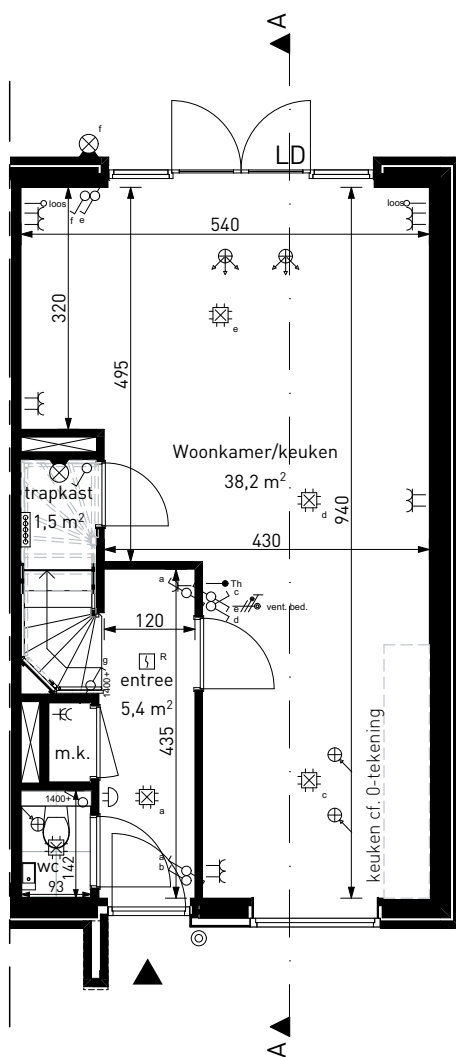 A
f
LD
loos
f e
loos
540
320
495
e
Woonkamer/keuken
38,2 m²
940
trapkast
1,5 m²
d
430
a
Th
c
e
d
vent. bed.
120
g
1400+
R
entree
5,4 m²
435
m.k.
keuken cf. 0-tekening
1400+
a
c
wc
142
93
a
b
A